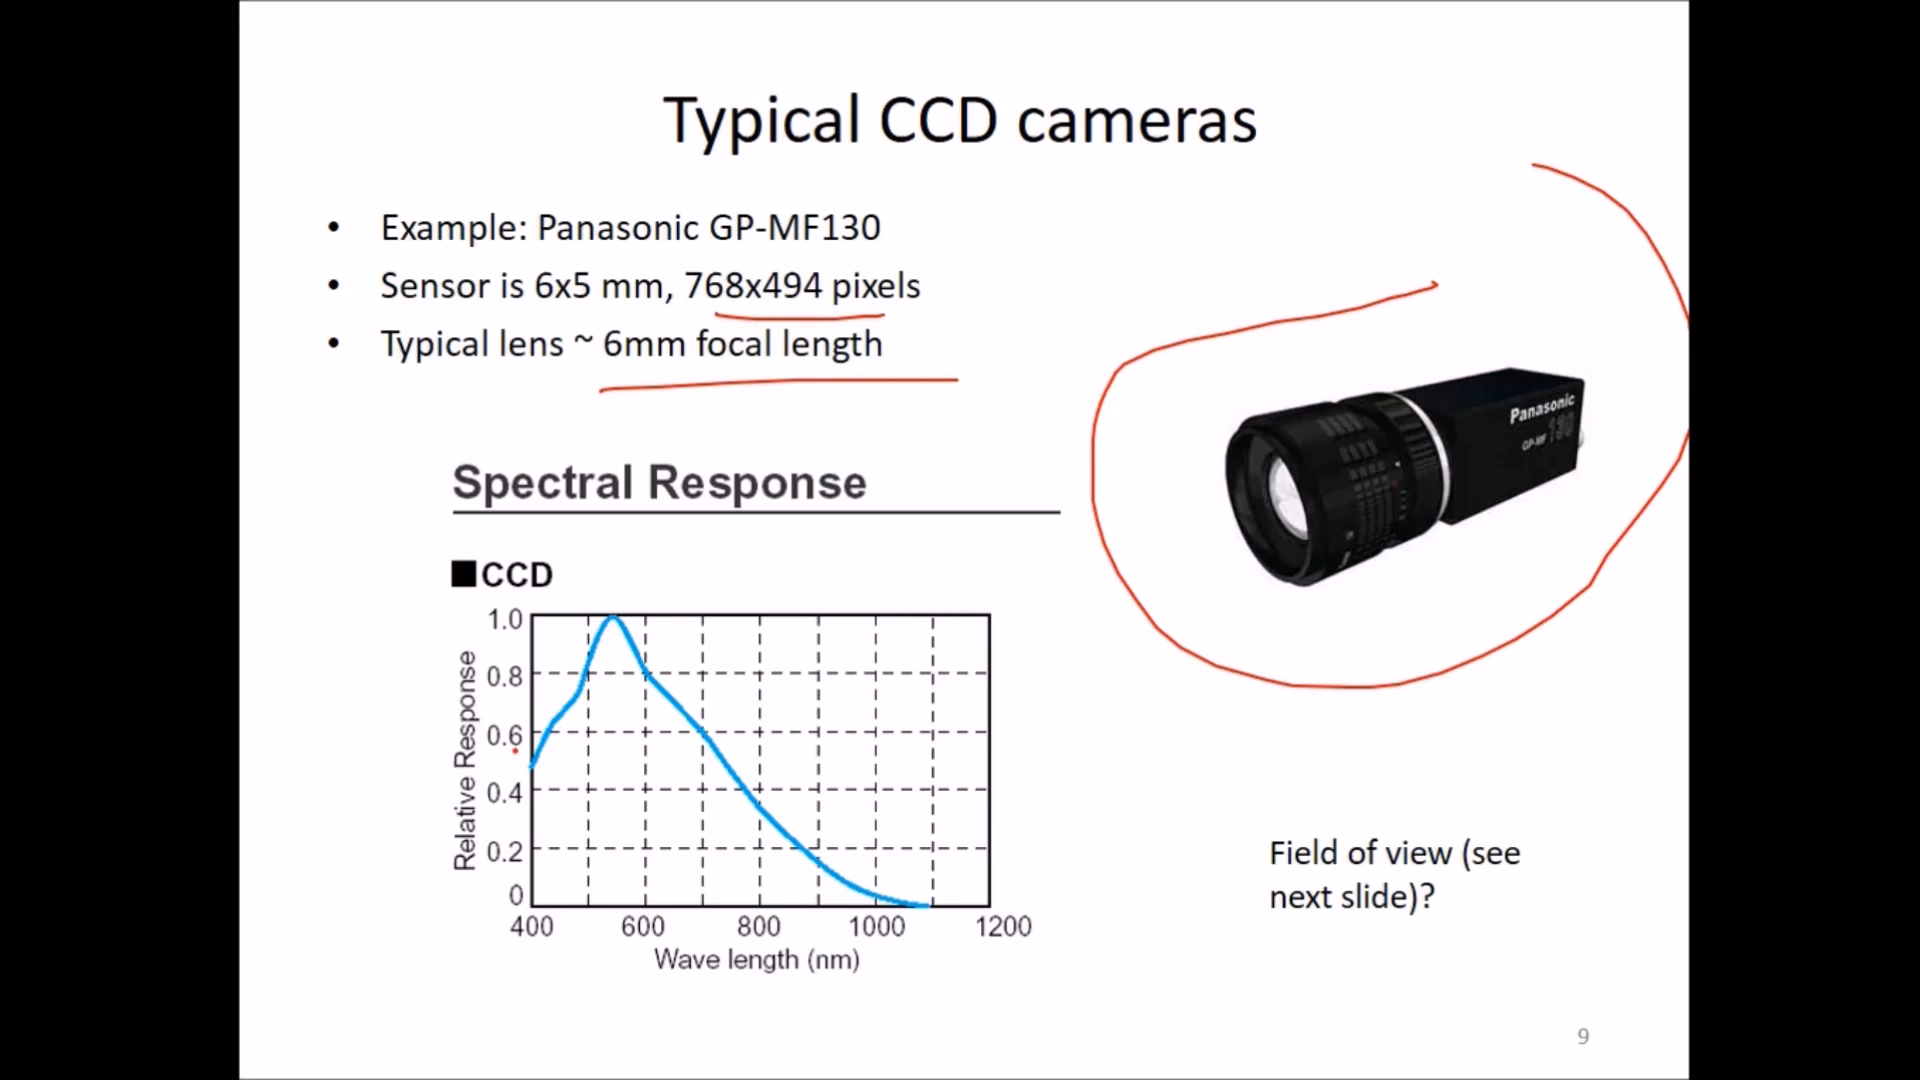 Typical CCD cameras
• Example: Panasonic GP-MF130
• Sensor is 6x5 mm, 768x494 pixels
• Typical lens ~ 6mm focal length
Panasonic
GP-MF 130
Spectral Response
■CCD
Relative Response
1.0
0.8
0.6
0.4
0.2
0
400 600 800 1000 1200
Wave length (nm)
Field of view (see
next slide)?
9